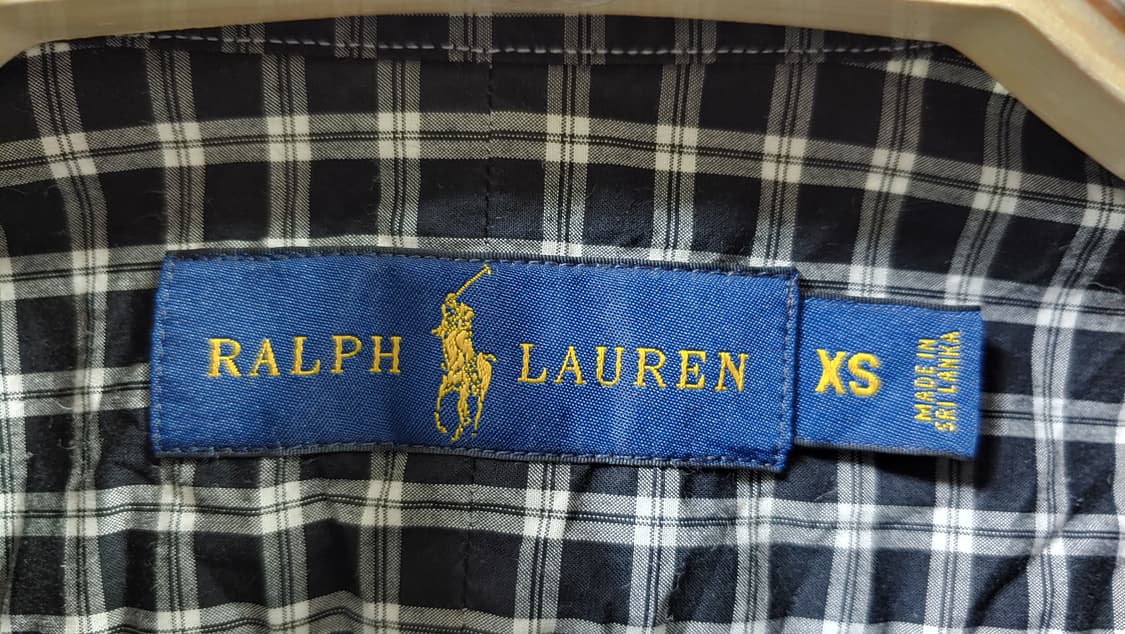 RALPH LAUREN
XS
MADE IN
SRI LANKA